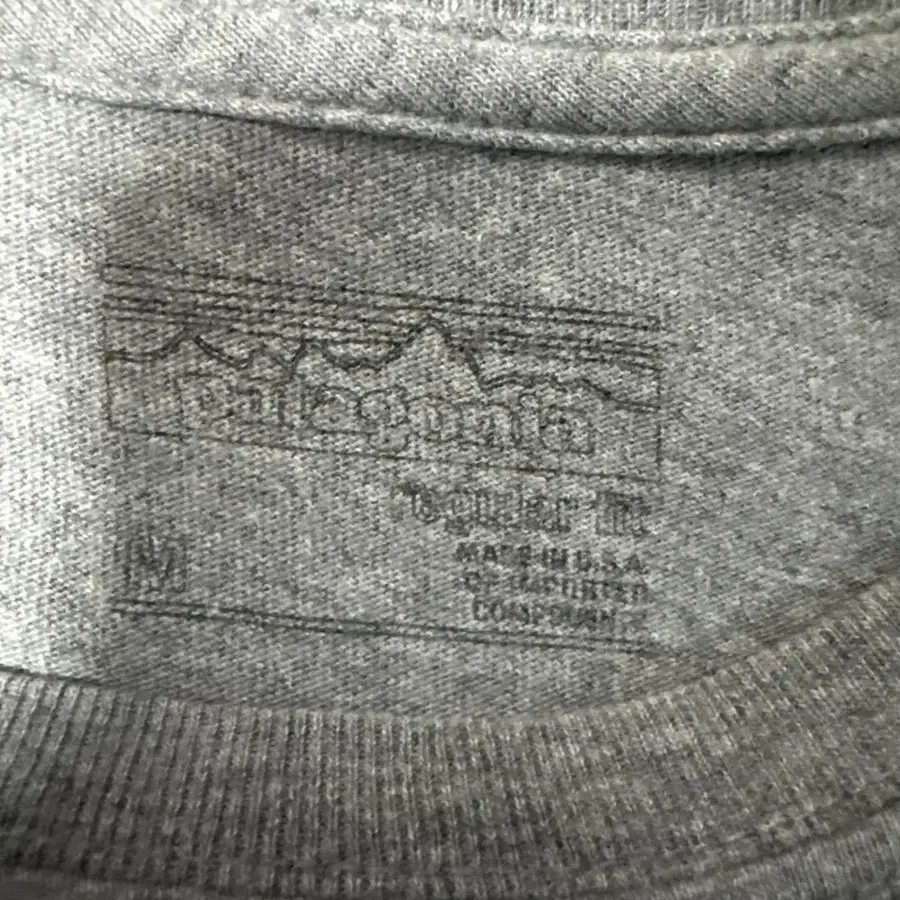 patagonia
regular fit
M
MADE IN U.S.A.
OF IMPORTED
COMPONENTS